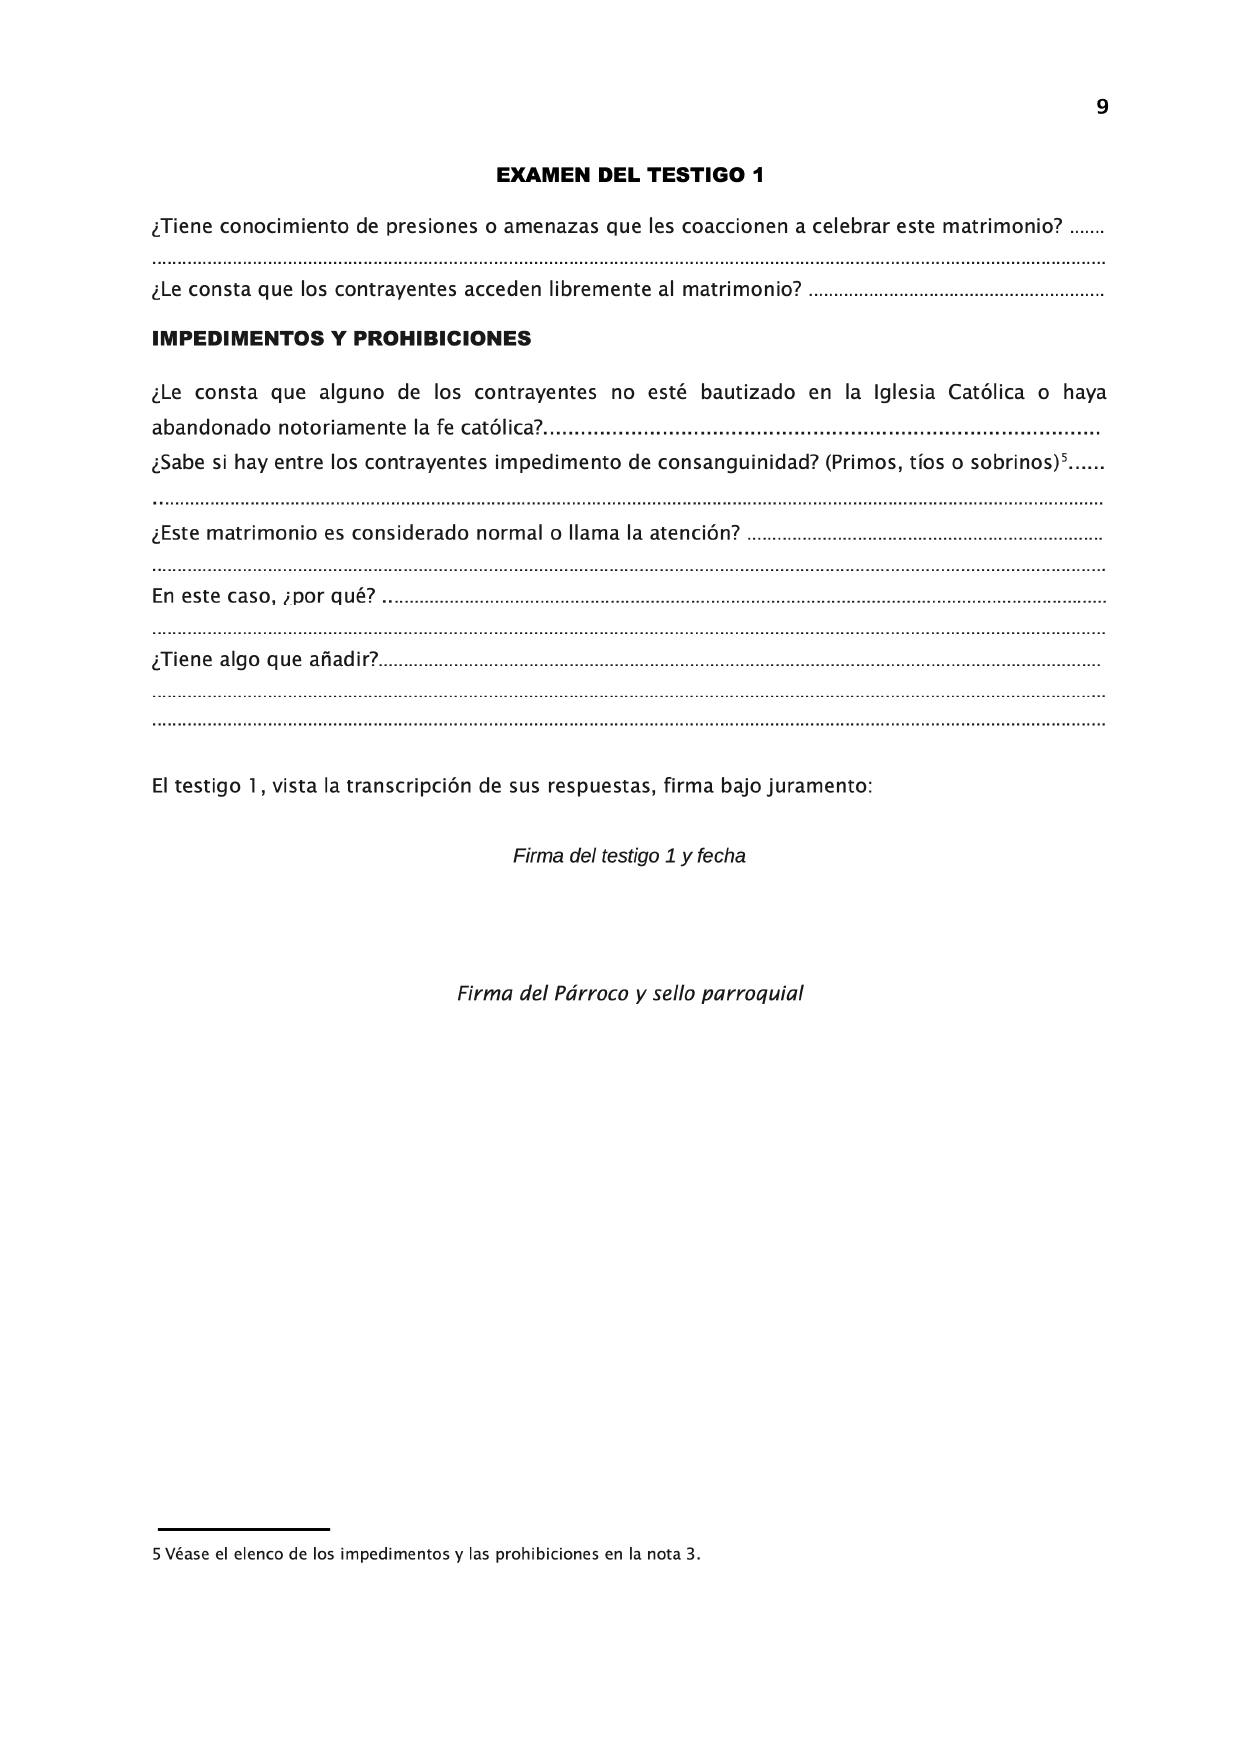 9
EXAMEN DEL TESTIGO 1
¿Tiene conocimiento de presiones o amenazas que les coaccionen a celebrar este matrimonio? .......
...............................................................................................
¿Le consta que los contrayentes acceden libremente al matrimonio? ...........................................................
IMPEDIMENTOS Y PROHIBICIONES
¿Le consta que alguno de los contrayentes no esté bautizado en la Iglesia Católica o haya
abandonado notoriamente la fe católica?.........................................................................................
¿Sabe si hay entre los contrayentes impedimento de consanguinidad? (Primos, tíos o sobrinos)⁵......
...............................................................................................
¿Este matrimonio es considerado normal o llama la atención? .......................................................................
...............................................................................................
En este caso, ¿por qué? ...............................................................................................
...............................................................................................
¿Tiene algo que añadir?...............................................................................................
...............................................................................................
...............................................................................................
El testigo 1, vista la transcripción de sus respuestas, firma bajo juramento:
Firma del testigo 1 y fecha
Firma del Párroco y sello parroquial
5 Véase el elenco de los impedimentos y las prohibiciones en la nota 3.